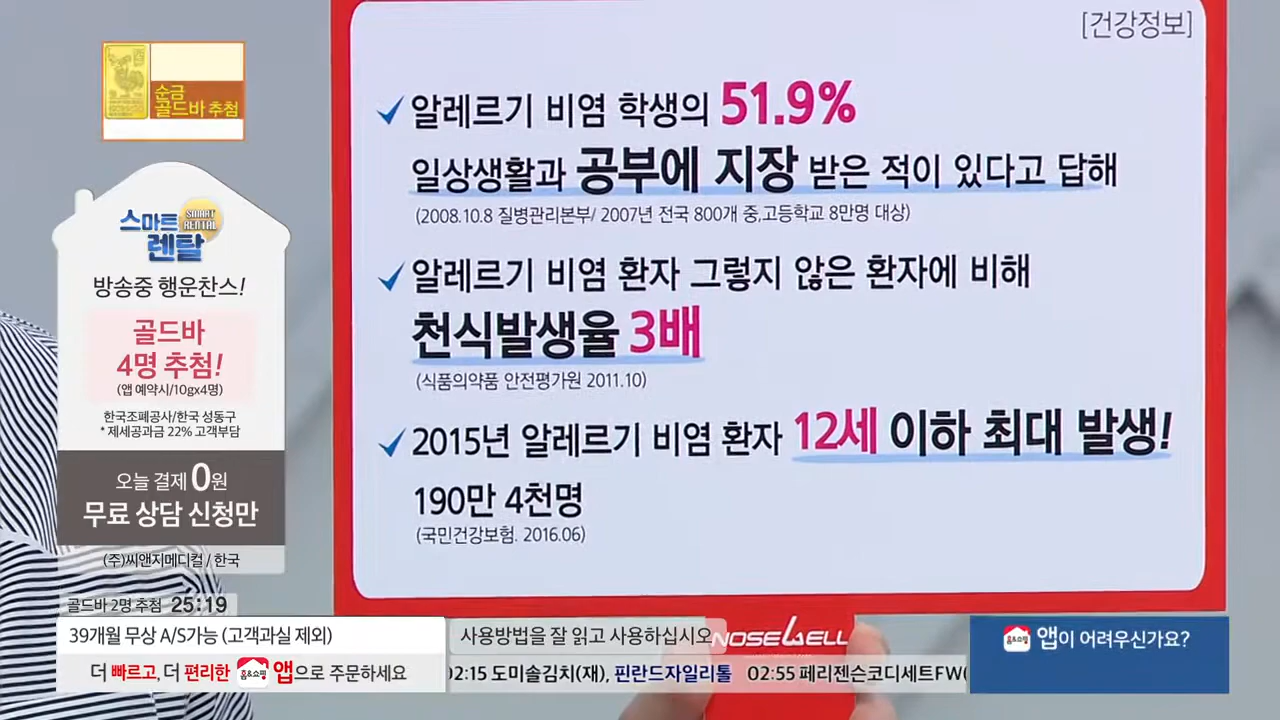 [건강정보]
알레르기 비염 학생의 51.9%
일상생활과 공부에 지장 받은 적이 있다고 답해
(2008.10.8 질병관리본부/ 2007년 전국 800개 중,고등학교 8만명 대상)
알레르기 비염 환자 그렇지 않은 환자에 비해
천식발생율 3배
(식품의약품 안전평가원 2011.10)
2015년 알레르기 비염 환자 12세 이하 최대 발생!
190만 4천명
(국민건강보험. 2016.06)
NOSEWELL
순금
골드바 추첨
스마트
SMART
RENTAL
렌탈
방송중 행운찬스!
골드바
4명 추첨!
(앱 예약시/10gx4명)
한국조폐공사/한국 성동구
* 제세공과금 22% 고객부담
오늘 결제 0원
무료 상담 신청만
(주)씨앤지메디컬 / 한국
골드바 2명 추첨 25:19
39개월 무상 A/S가능 (고객과실 제외)
사용방법을 잘 읽고 사용하십시오
더 빠르고, 더 편리한 홈&쇼핑 앱으로 주문하세요
02:15 도미솔김치(재), 핀란드자일리톨 02:55 페리젠슨코디세트FW(
홈&쇼핑 앱이 어려우신가요?